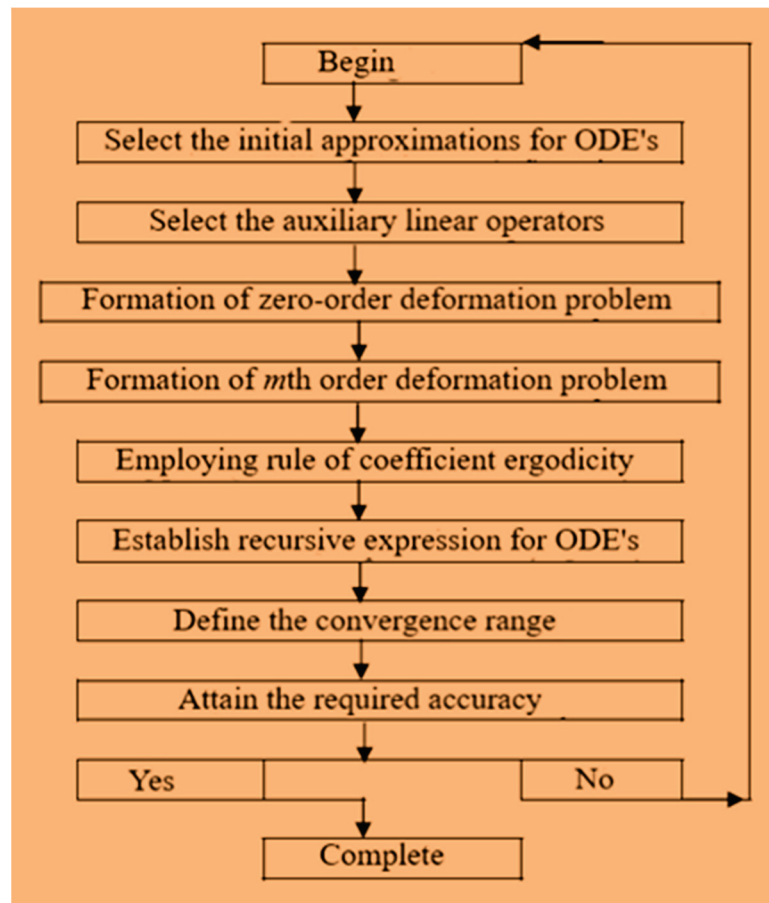 Begin
Select the initial approximations for ODE's
Select the auxiliary linear operators
Formation of zero-order deformation problem
Formation of mth order deformation problem
Employing rule of coefficient ergodicity
Establish recursive expression for ODE's
Define the convergence range
Attain the required accuracy
Yes
No
Complete